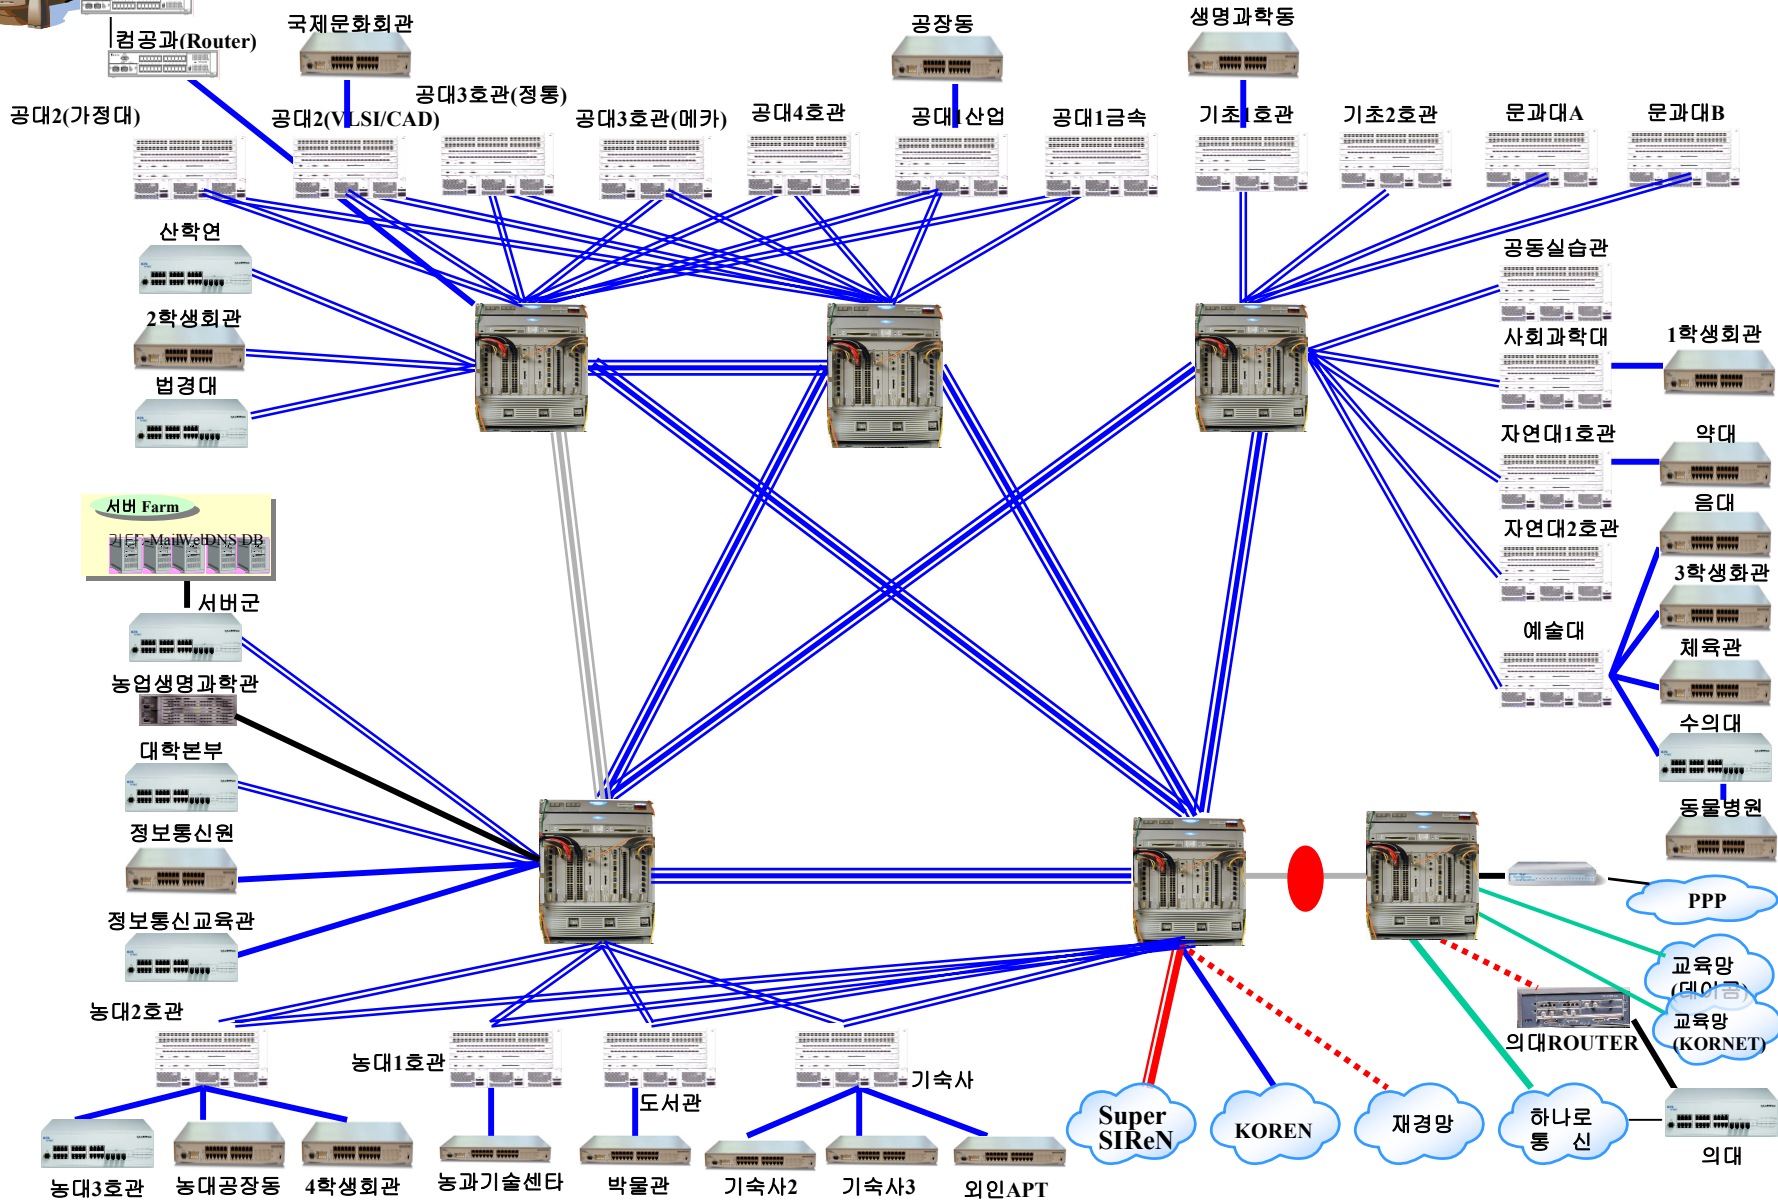 컴공과(Router)
국제문화회관
공장동
생명과학동
공대2(가정대)
공대2(VLSI/CAD)
공대3호관(정통)
공대3호관(메카)
공대4호관
공대1산업
공대1금속
기초1호관
기초2호관
문과대A
문과대B
산학연
2학생회관
법경대
공동실습관
사회과학대
1학생회관
자연대1호관
약대
음대
자연대2호관
3학생회관
예술대
체육관
수의대
동물병원
서버 Farm
기타 E-Mail Web DNS DB
서버군
농업생명과학관
대학본부
정보통신원
정보통신교육관
PPP
교육망
(데이콤)
교육망
(KORNET)
의대ROUTER
농대2호관
농대1호관
도서관
기숙사
Super
SIReN
KOREN
재경망
하나로
통 신
의대
농대3호관
농대공장동
4학생회관
농과기술센타
박물관
기숙사2
기숙사3
외인APT